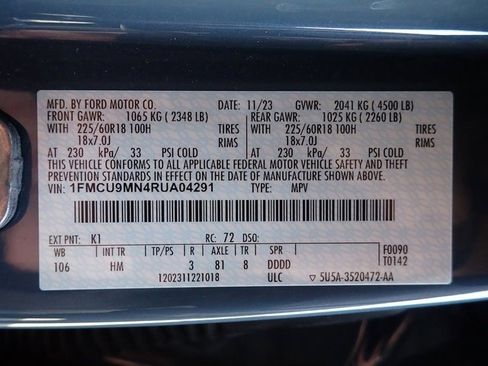 MFD. BY FORD MOTOR CO. DATE: 11/23 GVWR: 2041 KG ( 4500 LB)
FRONT GAWR: 1065 KG ( 2348 LB) REAR GAWR: 1025 KG ( 2260 LB)
WITH 225/60R18 100H TIRES WITH 225/60R18 100H TIRES
18x7.0J RIMS 18x7.0J RIMS
AT 230 kPa/ 33 PSI COLD AT 230 kPa/ 33 PSI COLD
THIS VEHICLE CONFORMS TO ALL APPLICABLE FEDERAL MOTOR VEHICLE SAFETY AND THEFT
PREVENTION STANDARDS IN EFFECT ON THE DATE OF MANUFACTURE SHOWN ABOVE.
VIN: 1FMCU9MN4RUA04291 TYPE: MPV
EXT PNT: K1 RC: 72 DSO: F0090
WB INT TR TP/PS R AXLE TR SPR T0142
106 HM 3 81 8 DDDD
1202311221018 ULC ▽ 5U5A-3520472-AA